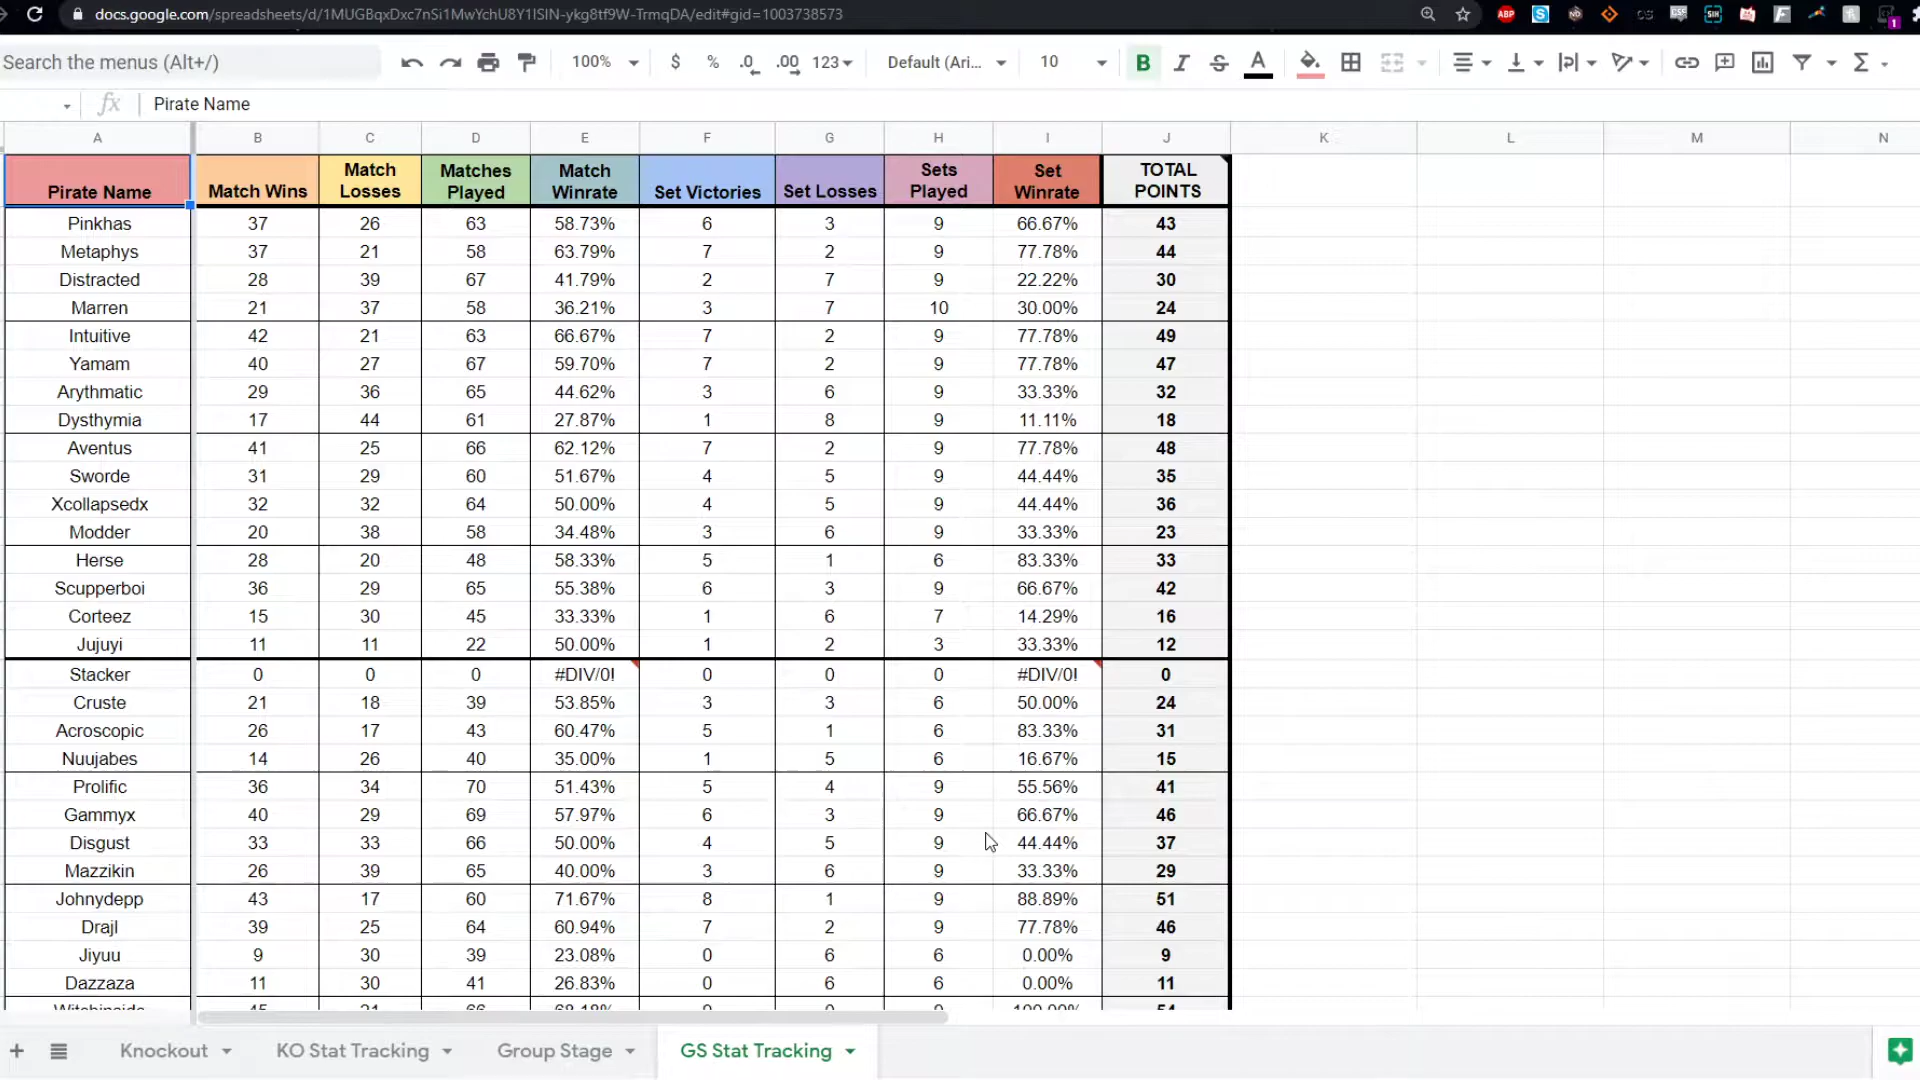 docs.google.com/spreadsheets/d/1MUGBqxDxc7nSi1MwYchU8Y1ISIN-ykg8tf9W-TrmqDA/edit#gid=1003738573
Search the menus (Alt+/) 100% $ % .0 .00 123 Default (Ari... 10 B I S A
fx Pirate Name
A B C D E F G H I J K L M N
Pirate Name Match Wins Match Losses Matches Played Match Winrate Set Victories Set Losses Sets Played Set Winrate TOTAL POINTS
Pinkhas 37 26 63 58.73% 6 3 9 66.67% 43
Metaphys 37 21 58 63.79% 7 2 9 77.78% 44
Distracted 28 39 67 41.79% 2 7 9 22.22% 30
Marren 21 37 58 36.21% 3 7 10 30.00% 24
Intuitive 42 21 63 66.67% 7 2 9 77.78% 49
Yamam 40 27 67 59.70% 7 2 9 77.78% 47
Arythmatic 29 36 65 44.62% 3 6 9 33.33% 32
Dysthymia 17 44 61 27.87% 1 8 9 11.11% 18
Aventus 41 25 66 62.12% 7 2 9 77.78% 48
Sworde 31 29 60 51.67% 4 5 9 44.44% 35
Xcollapsedx 32 32 64 50.00% 4 5 9 44.44% 36
Modder 20 38 58 34.48% 3 6 9 33.33% 23
Herse 28 20 48 58.33% 5 1 6 83.33% 33
Scupperboi 36 29 65 55.38% 6 3 9 66.67% 42
Corteez 15 30 45 33.33% 1 6 7 14.29% 16
Jujuyi 11 11 22 50.00% 1 2 3 33.33% 12
Stacker 0 0 0 #DIV/0! 0 0 0 #DIV/0! 0
Cruste 21 18 39 53.85% 3 3 6 50.00% 24
Acroscopic 26 17 43 60.47% 5 1 6 83.33% 31
Nuujabes 14 26 40 35.00% 1 5 6 16.67% 15
Prolific 36 34 70 51.43% 5 4 9 55.56% 41
Gammyx 40 29 69 57.97% 6 3 9 66.67% 46
Disgust 33 33 66 50.00% 4 5 9 44.44% 37
Mazzikin 26 39 65 40.00% 3 6 9 33.33% 29
Johnydepp 43 17 60 71.67% 8 1 9 88.89% 51
Drajl 39 25 64 60.94% 7 2 9 77.78% 46
Jiyuu 9 30 39 23.08% 0 6 6 0.00% 9
Dazzaza 11 30 41 26.83% 0 6 6 0.00% 11
Knockout KO Stat Tracking Group Stage GS Stat Tracking